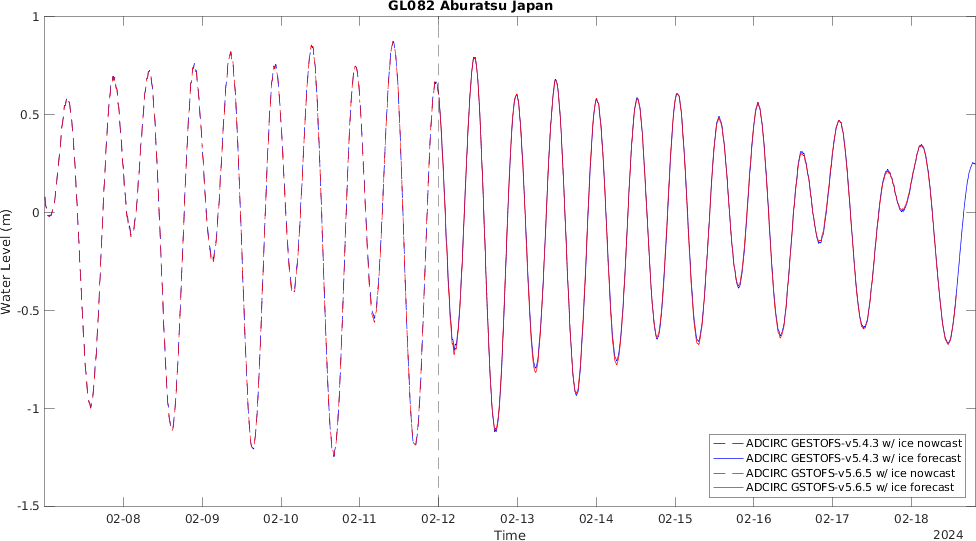 GL082 Aburatsu Japan
Water Level (m)
1
0.5
0
-0.5
-1
-1.5
ADCIRC GESTOFS-v5.4.3 w/ ice nowcast
ADCIRC GESTOFS-v5.4.3 w/ ice forecast
ADCIRC GSTOFS-v5.6.5 w/ ice nowcast
ADCIRC GSTOFS-v5.6.5 w/ ice forecast
02-08 02-09 02-10 02-11 02-12 02-13 02-14 02-15 02-16 02-17 02-18
Time
2024